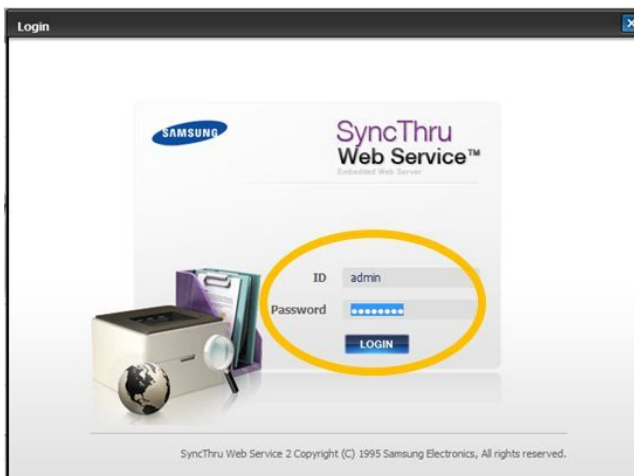 Login
SAMSUNG
SyncThru
Web Service™
Embedded Web Server
ID admin
Password ••••••••
LOGIN
SyncThru Web Service 2 Copyright (C) 1995 Samsung Electronics, All rights reserved.